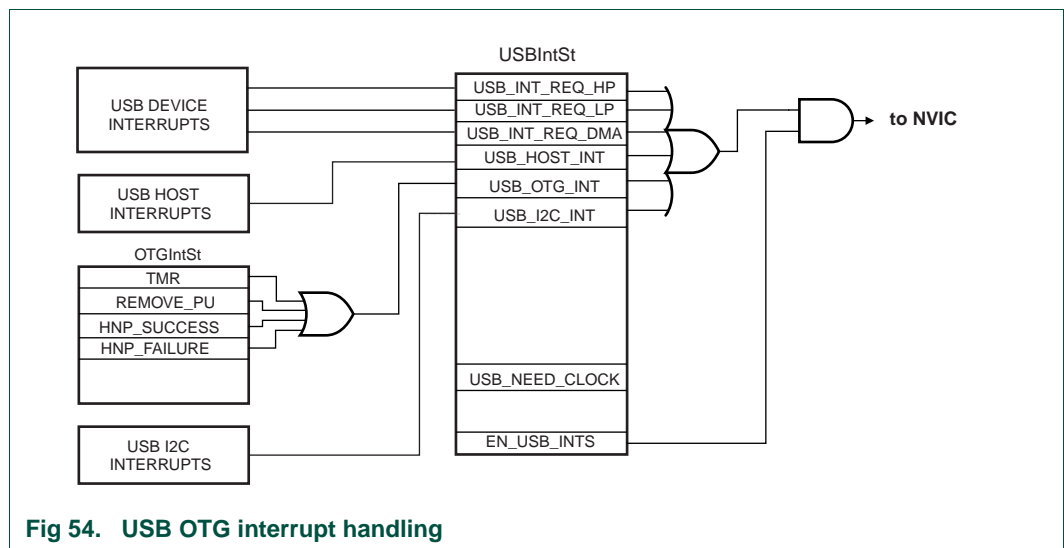 USBIntSt
USB DEVICE
INTERRUPTS
USB_INT_REQ_HP
USB_INT_REQ_LP
USB_INT_REQ_DMA
USB_HOST_INT
USB_OTG_INT
USB_I2C_INT
to NVIC
USB HOST
INTERRUPTS
OTGIntSt
TMR
REMOVE_PU
HNP_SUCCESS
HNP_FAILURE
USB_NEED_CLOCK
EN_USB_INTS
USB I2C
INTERRUPTS
Fig 54. USB OTG interrupt handling